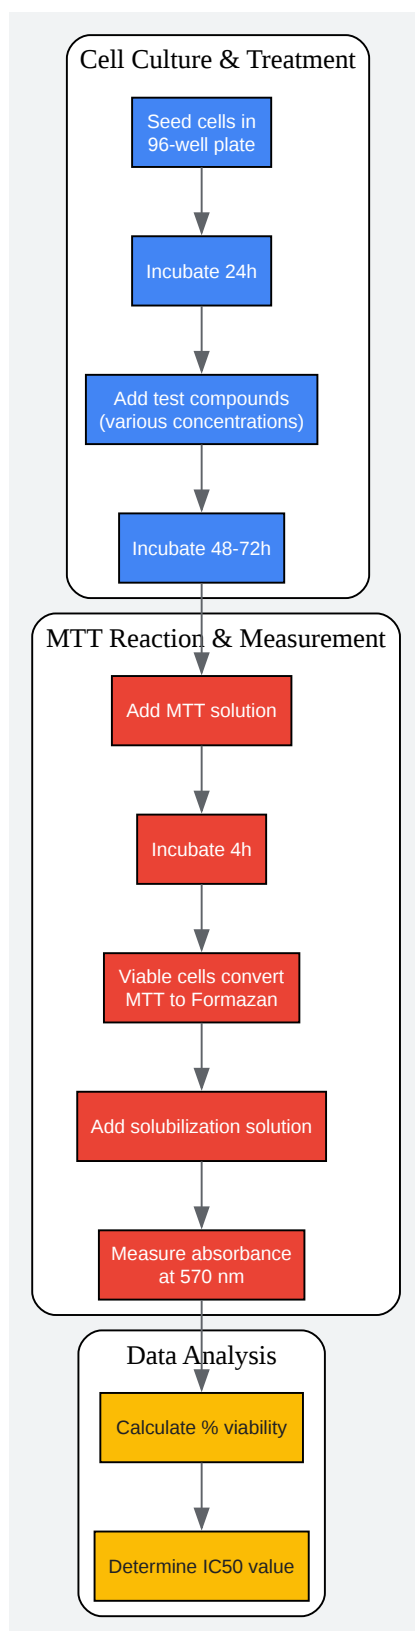 Cell Culture & Treatment
Seed cells in
96-well plate
Incubate 24h
Add test compounds
(various concentrations)
Incubate 48-72h
MTT Reaction & Measurement
Add MTT solution
Incubate 4h
Viable cells convert
MTT to Formazan
Add solubilization solution
Measure absorbance
at 570 nm
Data Analysis
Calculate % viability
Determine IC50 value